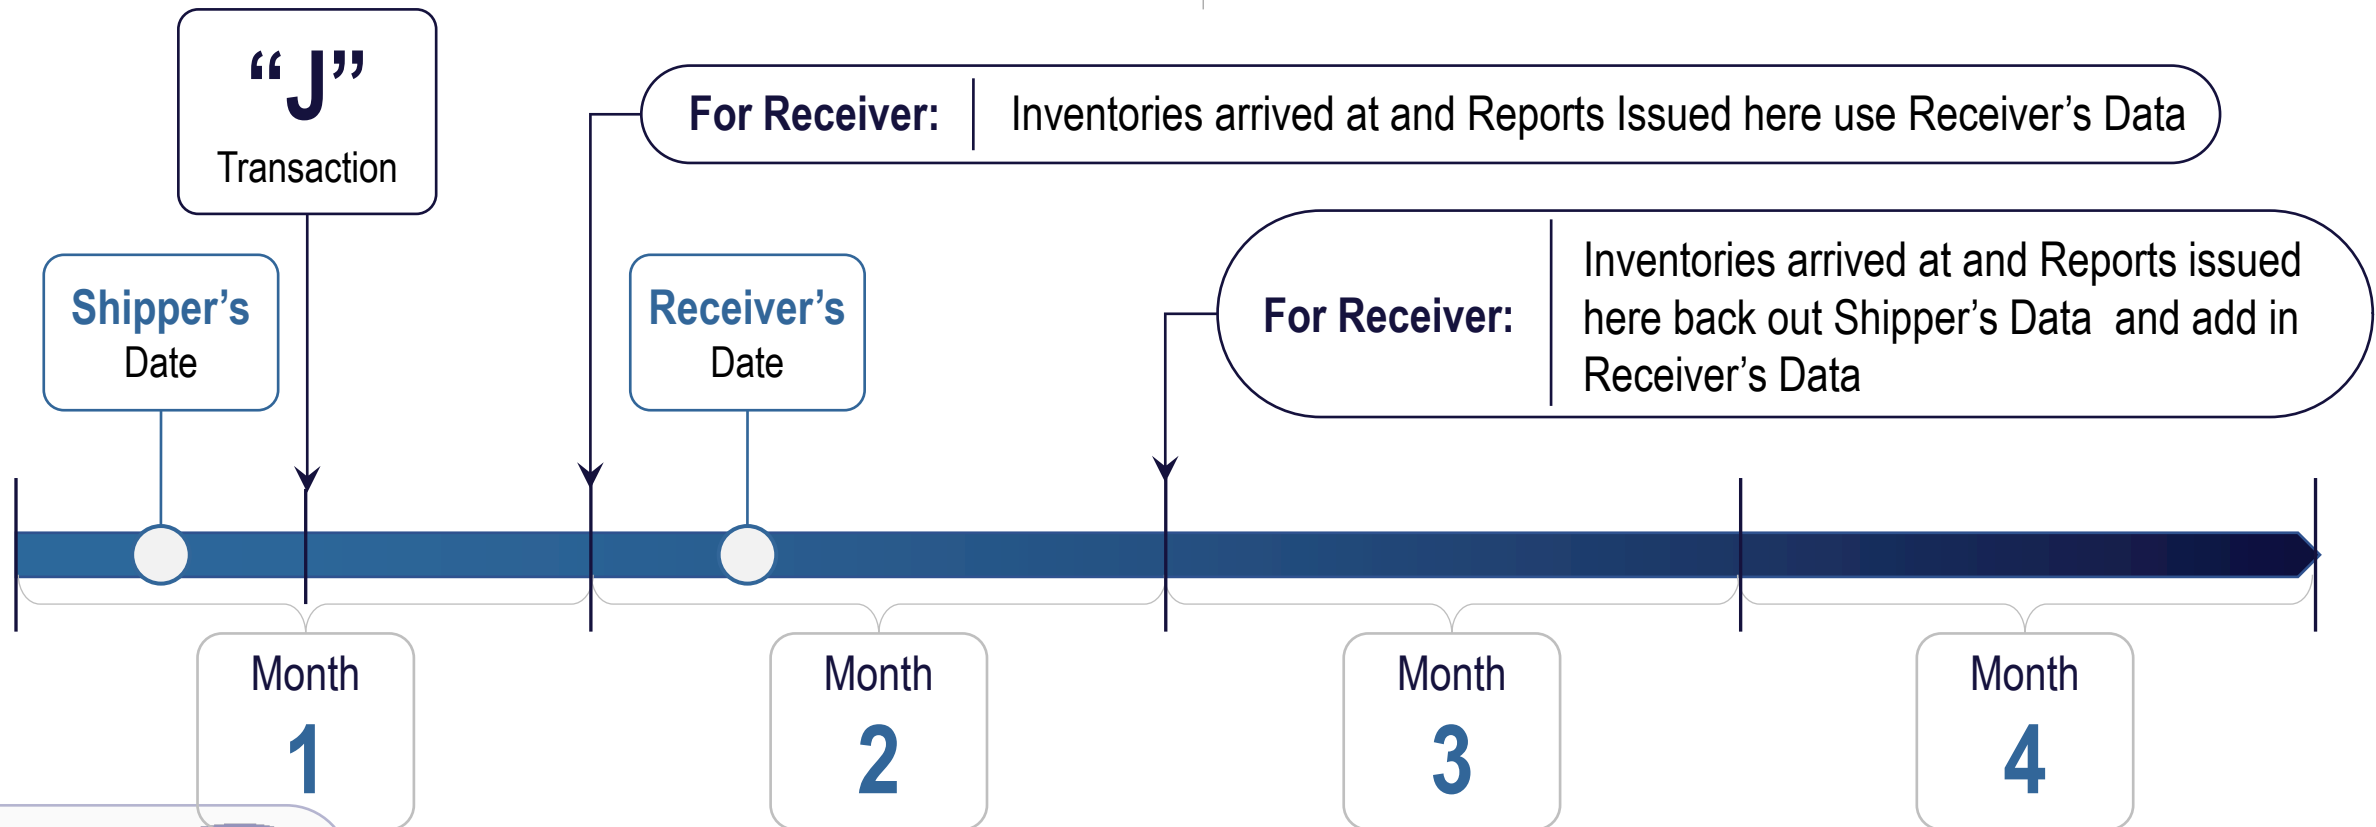 “J”
Transaction
For Receiver:
Inventories arrived at and Reports Issued here use Receiver’s Data
Shipper’s
Date
Receiver’s
Date
For Receiver:
Inventories arrived at and Reports issued
here back out Shipper’s Data  and add in
Receiver’s Data
Month
1
Month
2
Month
3
Month
4